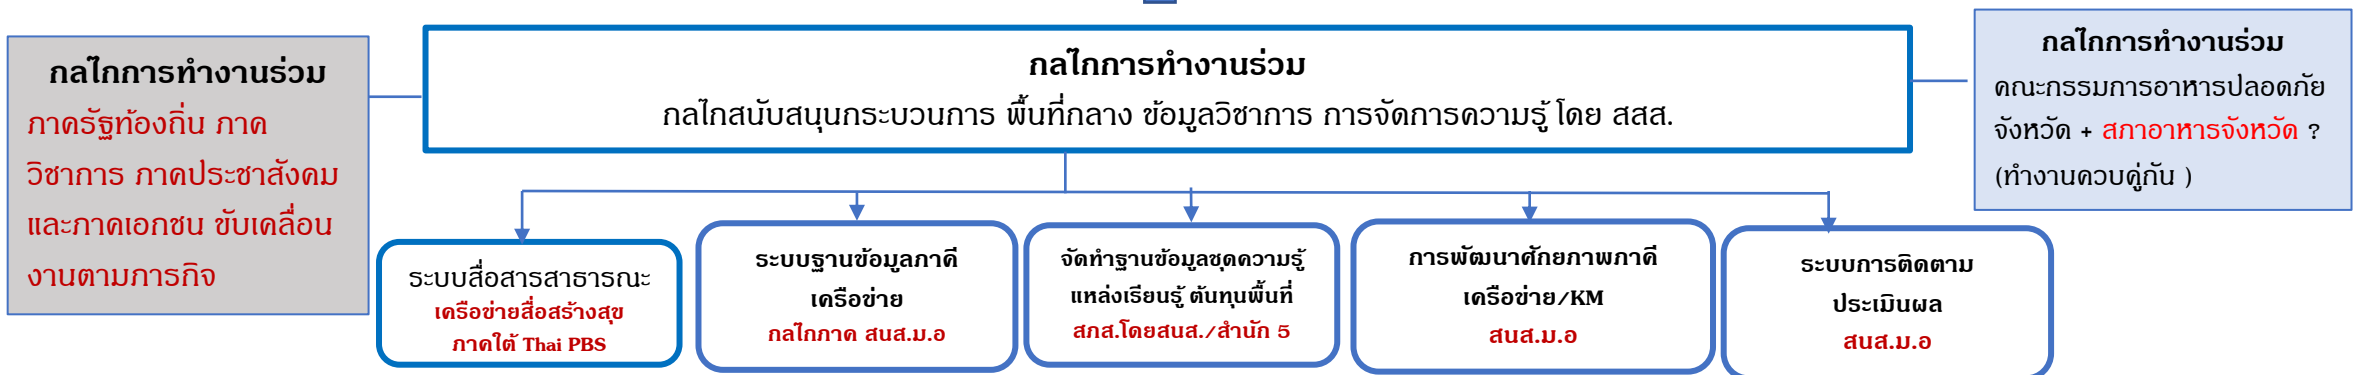 กลไกการทำงานร่วม
ภาครัฐท้องถิ่น ภาค
วิชาการ ภาคประชาสังคม
และภาคเอกชน ขับเคลื่อน
งานตามภารกิจ
กลไกการทำงานร่วม
กลไกสนับสนุนกระบวนการ พื้นที่กลาง ข้อมูลวิชาการ การจัดการความรู้ โดย สสส.
กลไกการทำงานร่วม
คณะกรรมการอาหารปลอดภัย
จังหวัด + สภาอาหารจังหวัด ?
(ทำงานควบคู่กัน )
ระบบสื่อสารสาธารณะ
เครือข่ายสื่อสร้างสุข
ภาคใต้ Thai PBS
ระบบฐานข้อมูลภาคี
เครือข่าย
กลไกภาค สนส.ม.อ
จัดทำฐานข้อมูลชุดความรู้
แหล่งเรียนรู้ ต้นทุนพื้นที่
สภส.โดยสนส./สำนัก 5
การพัฒนาศักยภาพภาคี
เครือข่าย/KM
สนส.ม.อ
ระบบการติดตาม
ประเมินผล
สนส.ม.อ